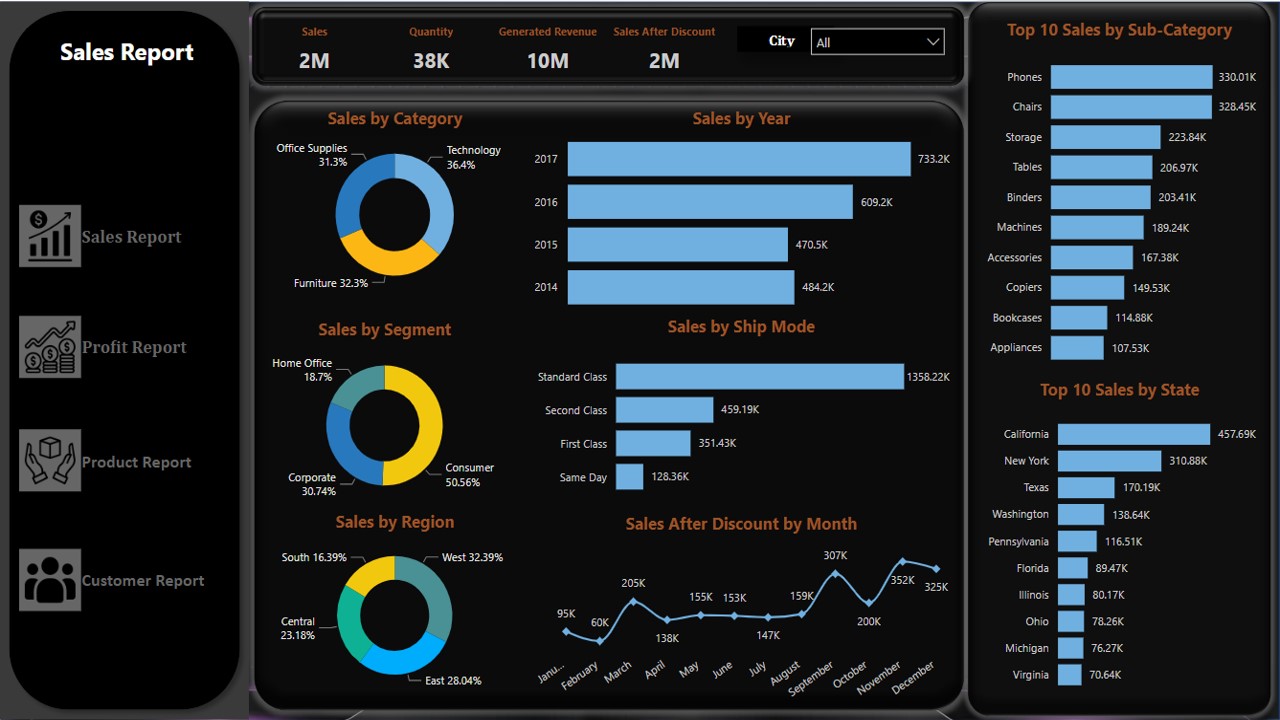 Sales Report
Sales Report
Profit Report
Product Report
Customer Report
Sales
2M
Quantity
38K
Generated Revenue
10M
Sales After Discount
2M
City
All
Sales by Category
Office Supplies
31.3%
Technology
36.4%
Furniture 32.3%
Sales by Year
2017 733.2K
2016 609.2K
2015 470.5K
2014 484.2K
Sales by Segment
Home Office
18.7%
Corporate
30.74%
Consumer
50.56%
Sales by Ship Mode
Standard Class 1358.22K
Second Class 459.19K
First Class 351.43K
Same Day 128.36K
Sales by Region
South 16.39%
West 32.39%
Central
23.18%
East 28.04%
Sales After Discount by Month
95K
60K
205K
138K
155K
153K
147K
159K
307K
200K
352K
325K
Janu...
February
March
April
May
June
July
August
September
October
November
December
Top 10 Sales by Sub-Category
Phones 330.01K
Chairs 328.45K
Storage 223.84K
Tables 206.97K
Binders 203.41K
Machines 189.24K
Accessories 167.38K
Copiers 149.53K
Bookcases 114.88K
Appliances 107.53K
Top 10 Sales by State
California 457.69K
New York 310.88K
Texas 170.19K
Washington 138.64K
Pennsylvania 116.51K
Florida 89.47K
Illinois 80.17K
Ohio 78.26K
Michigan 76.27K
Virginia 70.64K